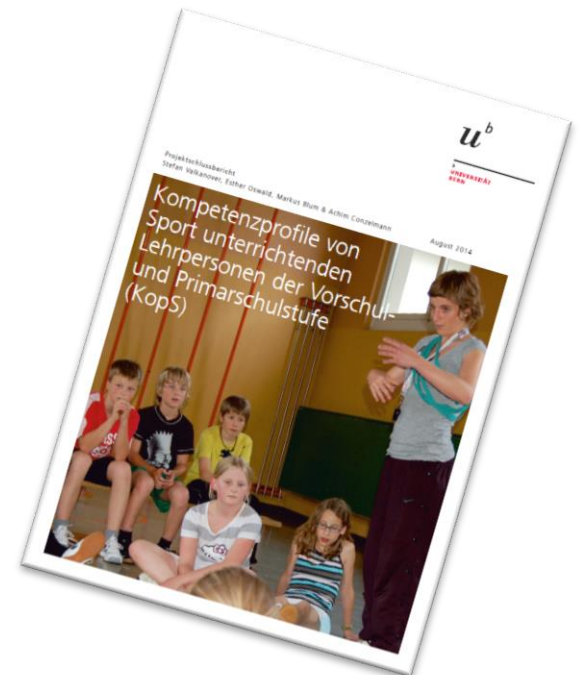 u^b
b
UNIVERSITÄT
BERN
Projektschlussbericht
Stefan Valkanover, Esther Oswald, Markus Blum & Achim Conzelmann
August 2014
Kompetenzprofile von
Sport unterrichtenden
Lehrpersonen der Vorschul-
und Primarschulstufe
(KopS)